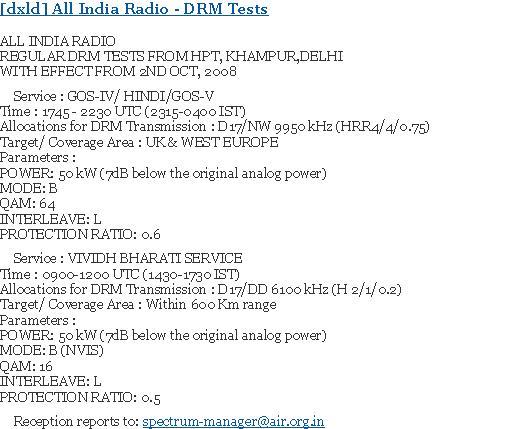 [dxld] All India Radio - DRM Tests
ALL INDIA RADIO
REGULAR DRM TESTS FROM HPT, KHAMPUR,DELHI
WITH EFFECT FROM 2ND OCT, 2008
Service : GOS-IV/ HINDI/GOS-V
Time : 1745 - 2230 UTC (2315-0400 IST)
Allocations for DRM Transmission : D17/NW 9950 kHz (HRR4/4/0.75)
Target/ Coverage Area : UK & WEST EUROPE
Parameters :
POWER: 50 kW (7dB below the original analog power)
MODE: B
QAM: 64
INTERLEAVE: L
PROTECTION RATIO: 0.6
Service : VIVIDH BHARATI SERVICE
Time : 0900-1200 UTC (1430-1730 IST)
Allocations for DRM Transmission : D17/DD 6100 kHz (H 2/1/0.2)
Target/ Coverage Area : Within 600 Km range
Parameters :
POWER: 50 kW (7dB below the original analog power)
MODE: B (NVIS)
QAM: 16
INTERLEAVE: L
PROTECTION RATIO: 0.5
Reception reports to: spectrum-manager@air.org.in